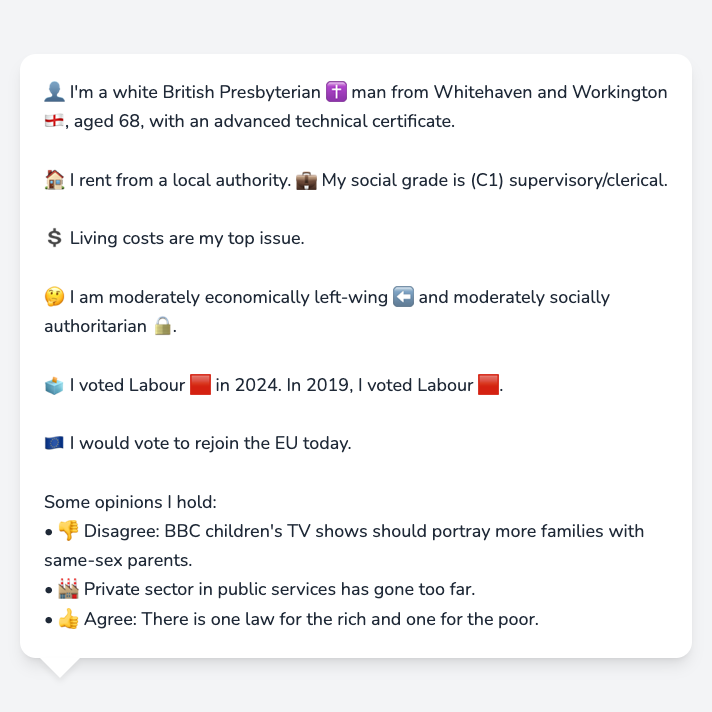 👤 I'm a white British Presbyterian ✝️ man from Whitehaven and Workington
🏴󠁧󠁢󠁥󠁮󠁧󠁿, aged 68, with an advanced technical certificate.
🏠 I rent from a local authority. 💼 My social grade is (C1) supervisory/clerical.
💲 Living costs are my top issue.
🤔 I am moderately economically left-wing ⬅️ and moderately socially
authoritarian 🔒.
🗳️ I voted Labour 🟥 in 2024. In 2019, I voted Labour 🟥.
🇪🇺 I would vote to rejoin the EU today.
Some opinions I hold:
• 👎 Disagree: BBC children's TV shows should portray more families with
same-sex parents.
• 🏭 Private sector in public services has gone too far.
• 👍 Agree: There is one law for the rich and one for the poor.